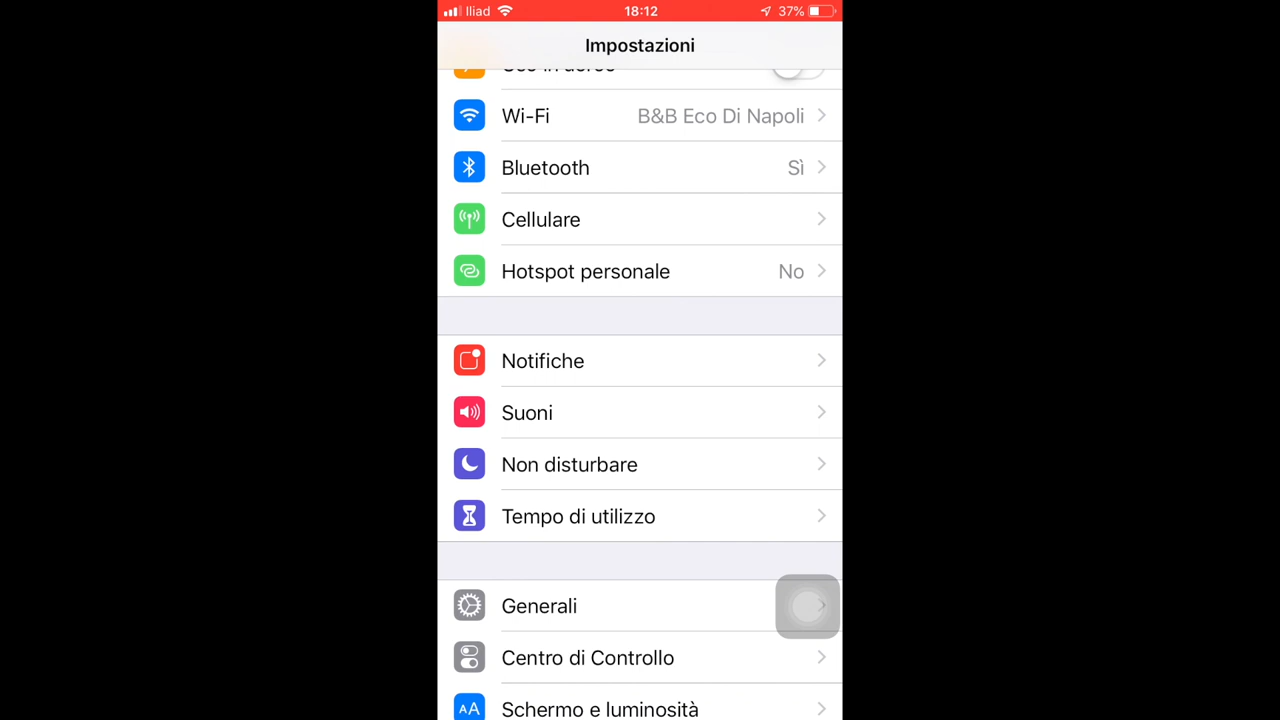 Iliad 18:12 37%
Impostazioni
Wi-Fi B&B Eco Di Napoli
Bluetooth Sì
Cellulare
Hotspot personale No
Notifiche
Suoni
Non disturbare
Tempo di utilizzo
Generali
Centro di Controllo
AA Schermo e luminosità